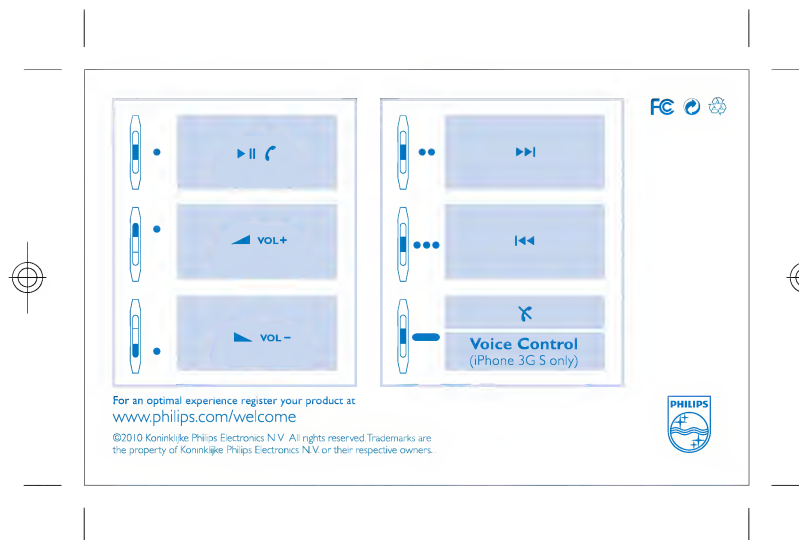 FC
VOL+
VOL−
Voice Control
(iPhone 3G S only)
For an optimal experience register your product at
www.philips.com/welcome
©2010 Koninklijke Philips Electronics N.V All rights reserved. Trademarks are
the property of Koninklijke Philips Electronics N.V. or their respective owners.
PHILIPS